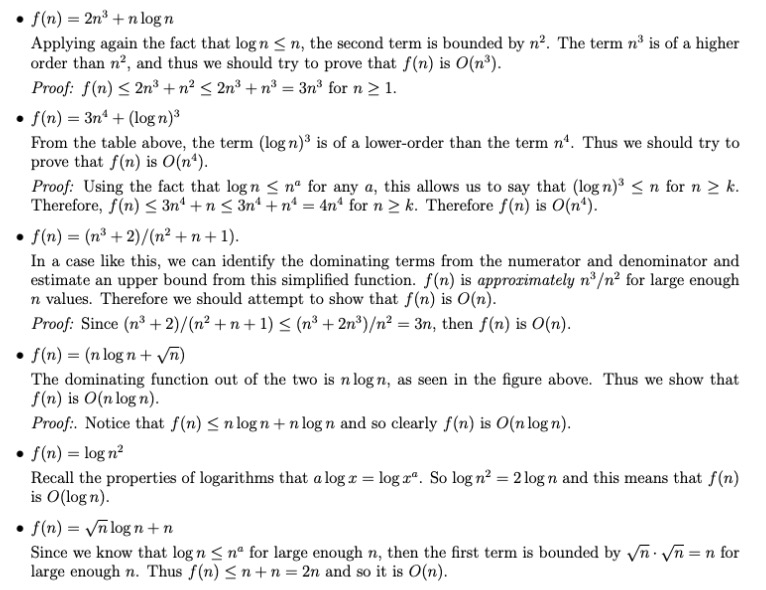 • f(n) = 2n³ + n log n
Applying again the fact that log n ≤ n, the second term is bounded by n². The term n³ is of a higher
order than n², and thus we should try to prove that f(n) is O(n³).
Proof: f(n) ≤ 2n³ + n² ≤ 2n³ + n³ = 3n³ for n ≥ 1.
• f(n) = 3n⁴ + (log n)³
From the table above, the term (log n)³ is of a lower-order than the term n⁴. Thus we should try to
prove that f(n) is O(n⁴).
Proof: Using the fact that log n ≤ nᵃ for any a, this allows us to say that (log n)³ ≤ n for n ≥ k.
Therefore, f(n) ≤ 3n⁴ + n ≤ 3n⁴ + n⁴ = 4n⁴ for n ≥ k. Therefore f(n) is O(n⁴).
• f(n) = (n³ + 2)/(n² + n + 1).
In a case like this, we can identify the dominating terms from the numerator and denominator and
estimate an upper bound from this simplified function. f(n) is approximately n³/n² for large enough
n values. Therefore we should attempt to show that f(n) is O(n).
Proof: Since (n³ + 2)/(n² + n + 1) ≤ (n³ + 2n³)/n² = 3n, then f(n) is O(n).
• f(n) = (n log n + √n)
The dominating function out of the two is n log n, as seen in the figure above. Thus we show that
f(n) is O(n log n).
Proof:. Notice that f(n) ≤ n log n + n log n and so clearly f(n) is O(n log n).
• f(n) = log n²
Recall the properties of logarithms that a log x = log xᵃ. So log n² = 2 log n and this means that f(n)
is O(log n).
• f(n) = √n log n + n
Since we know that log n ≤ nᵃ for large enough n, then the first term is bounded by √n · √n = n for
large enough n. Thus f(n) ≤ n + n = 2n and so it is O(n).